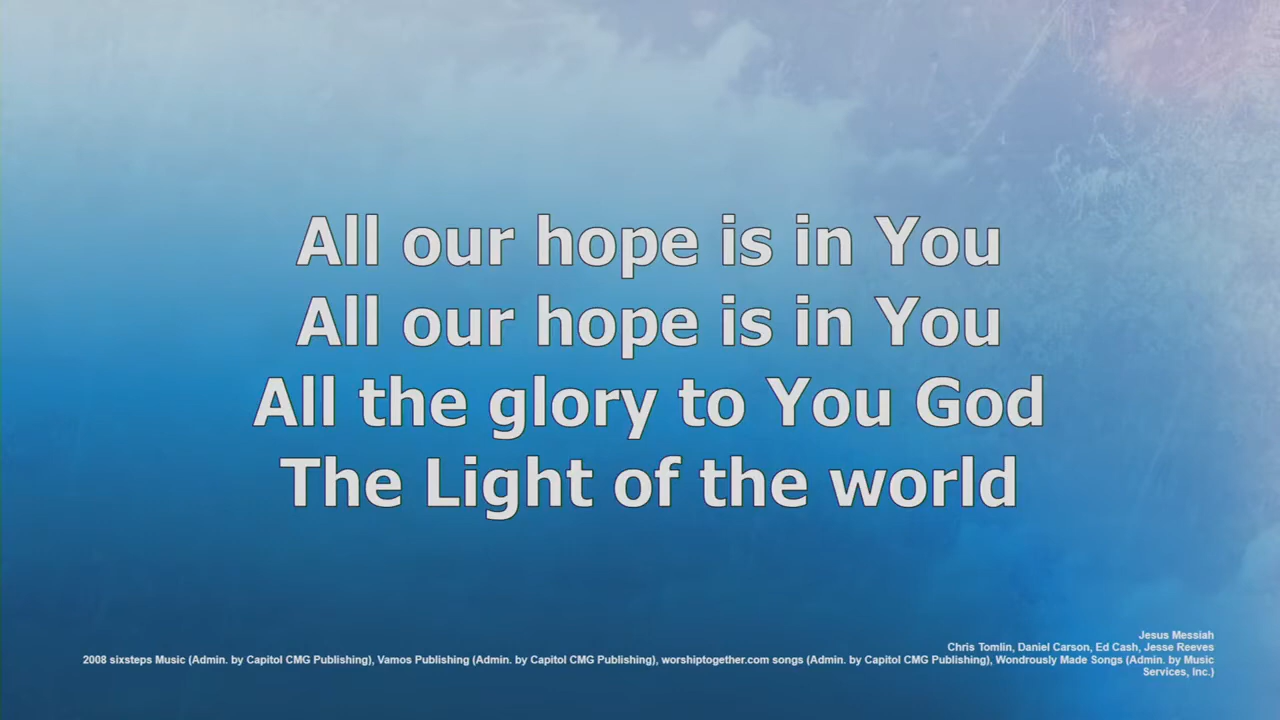 All our hope is in You
All our hope is in You
All the glory to You God
The Light of the world
Jesus Messiah
Chris Tomlin, Daniel Carson, Ed Cash, Jesse Reeves
2008 sixsteps Music (Admin. by Capitol CMG Publishing), Vamos Publishing (Admin. by Capitol CMG Publishing), worshiptogether.com songs (Admin. by Capitol CMG Publishing), Wondrously Made Songs (Admin. by Music
Services, Inc.)